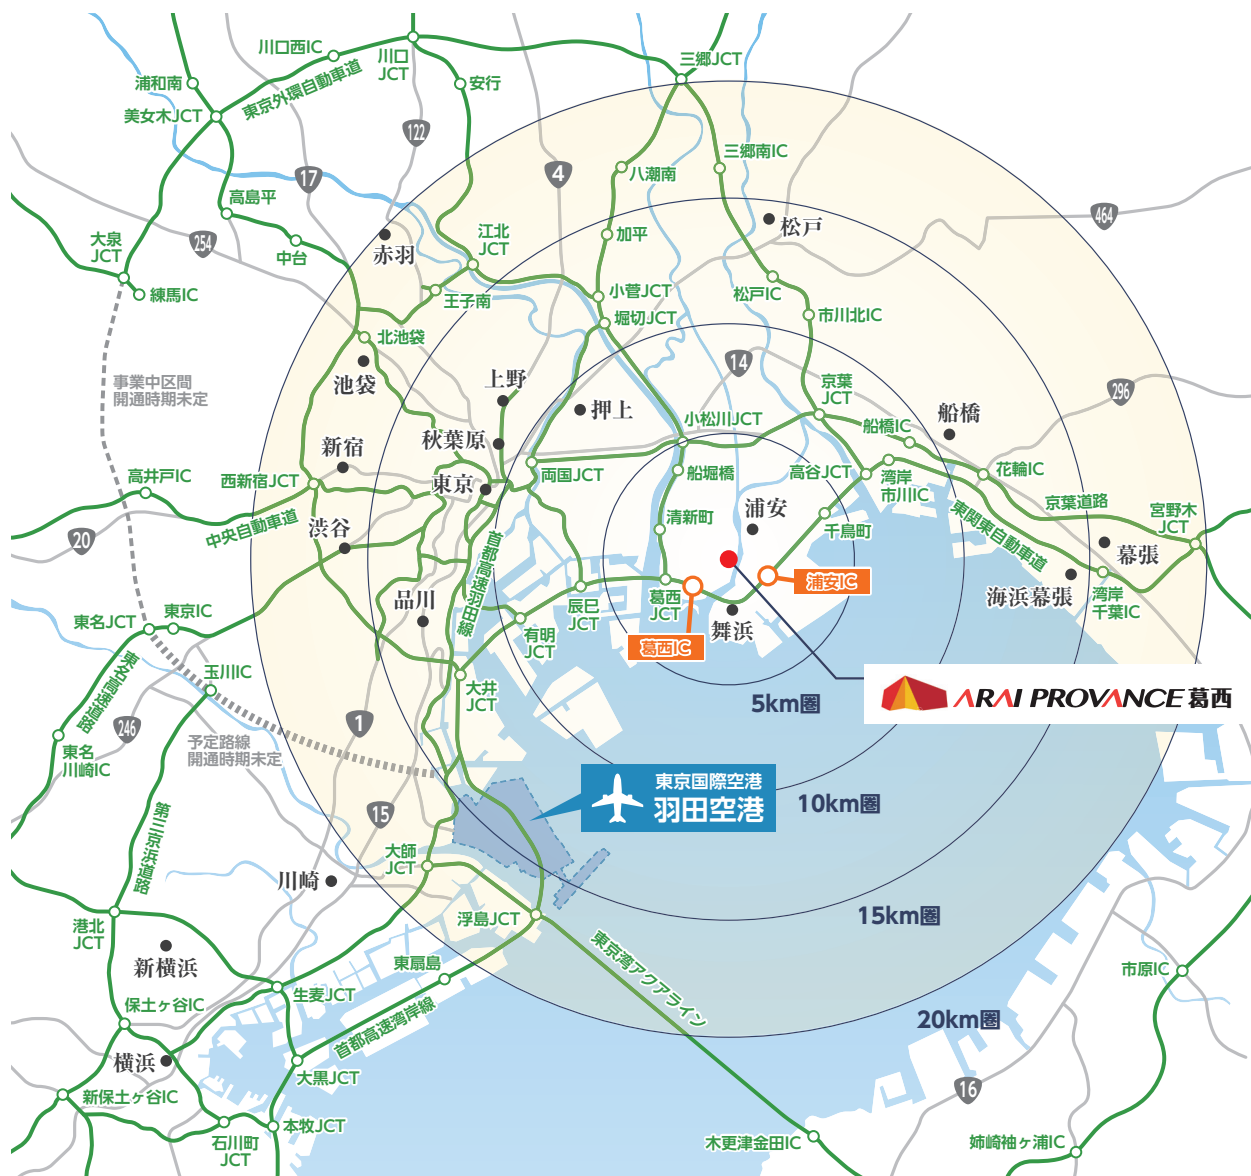 川口西IC
川口
JCT
三郷JCT
浦和南
東京外環自動車道
安行
美女木JCT
122
三郷南IC
17
4
八潮南
高島平
464
254
大泉
JCT
中台
赤羽
江北
JCT
加平
松戸
練馬IC
王子南
小菅JCT
松戸IC
堀切JCT
市川北IC
北池袋
事業中区間
開通時期未定
池袋
上野
14
押上
京葉
JCT
296
小松川JCT
船橋
船橋IC
新宿
秋葉原
高井戸IC
西新宿JCT
東京
両国JCT
船堀橋
高谷JCT
湾岸
市川IC
花輪IC
京葉道路
宮野木
JCT
20
中央自動車道
渋谷
清新町
浦安
千鳥町
東関東自動車道
幕張
首都高速羽田線
浦安IC
品川
辰巳
JCT
葛西
JCT
海浜幕張
湾岸
千葉IC
東名JCT
東京IC
有明
JCT
舞浜
葛西IC
東名高速道路
玉川IC
大井
JCT
5km圏
ARAI PROVANCE 葛西
246
1
東名
川崎IC
予定路線
開通時期未定
東京国際空港
羽田空港
10km圏
15
第三京浜道路
大師
JCT
川崎
15km圏
浮島JCT
港北
JCT
新横浜
東扇島
東京湾アクアライン
市原IC
生麦JCT
保土ヶ谷IC
首都高速湾岸線
20km圏
横浜
大黒JCT
16
新保土ヶ谷IC
本牧JCT
石川町
JCT
木更津金田IC
姉崎袖ヶ浦IC